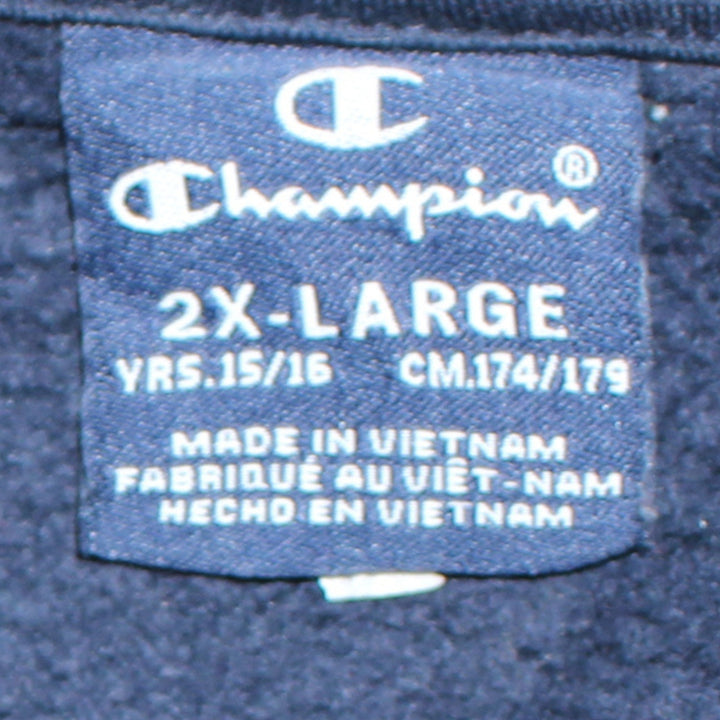 Champion®
2X-LARGE
YRS.15/16 CM.174/179
MADE IN VIETNAM
FABRIQUÉ AU VIÊT-NAM
HECHO EN VIETNAM